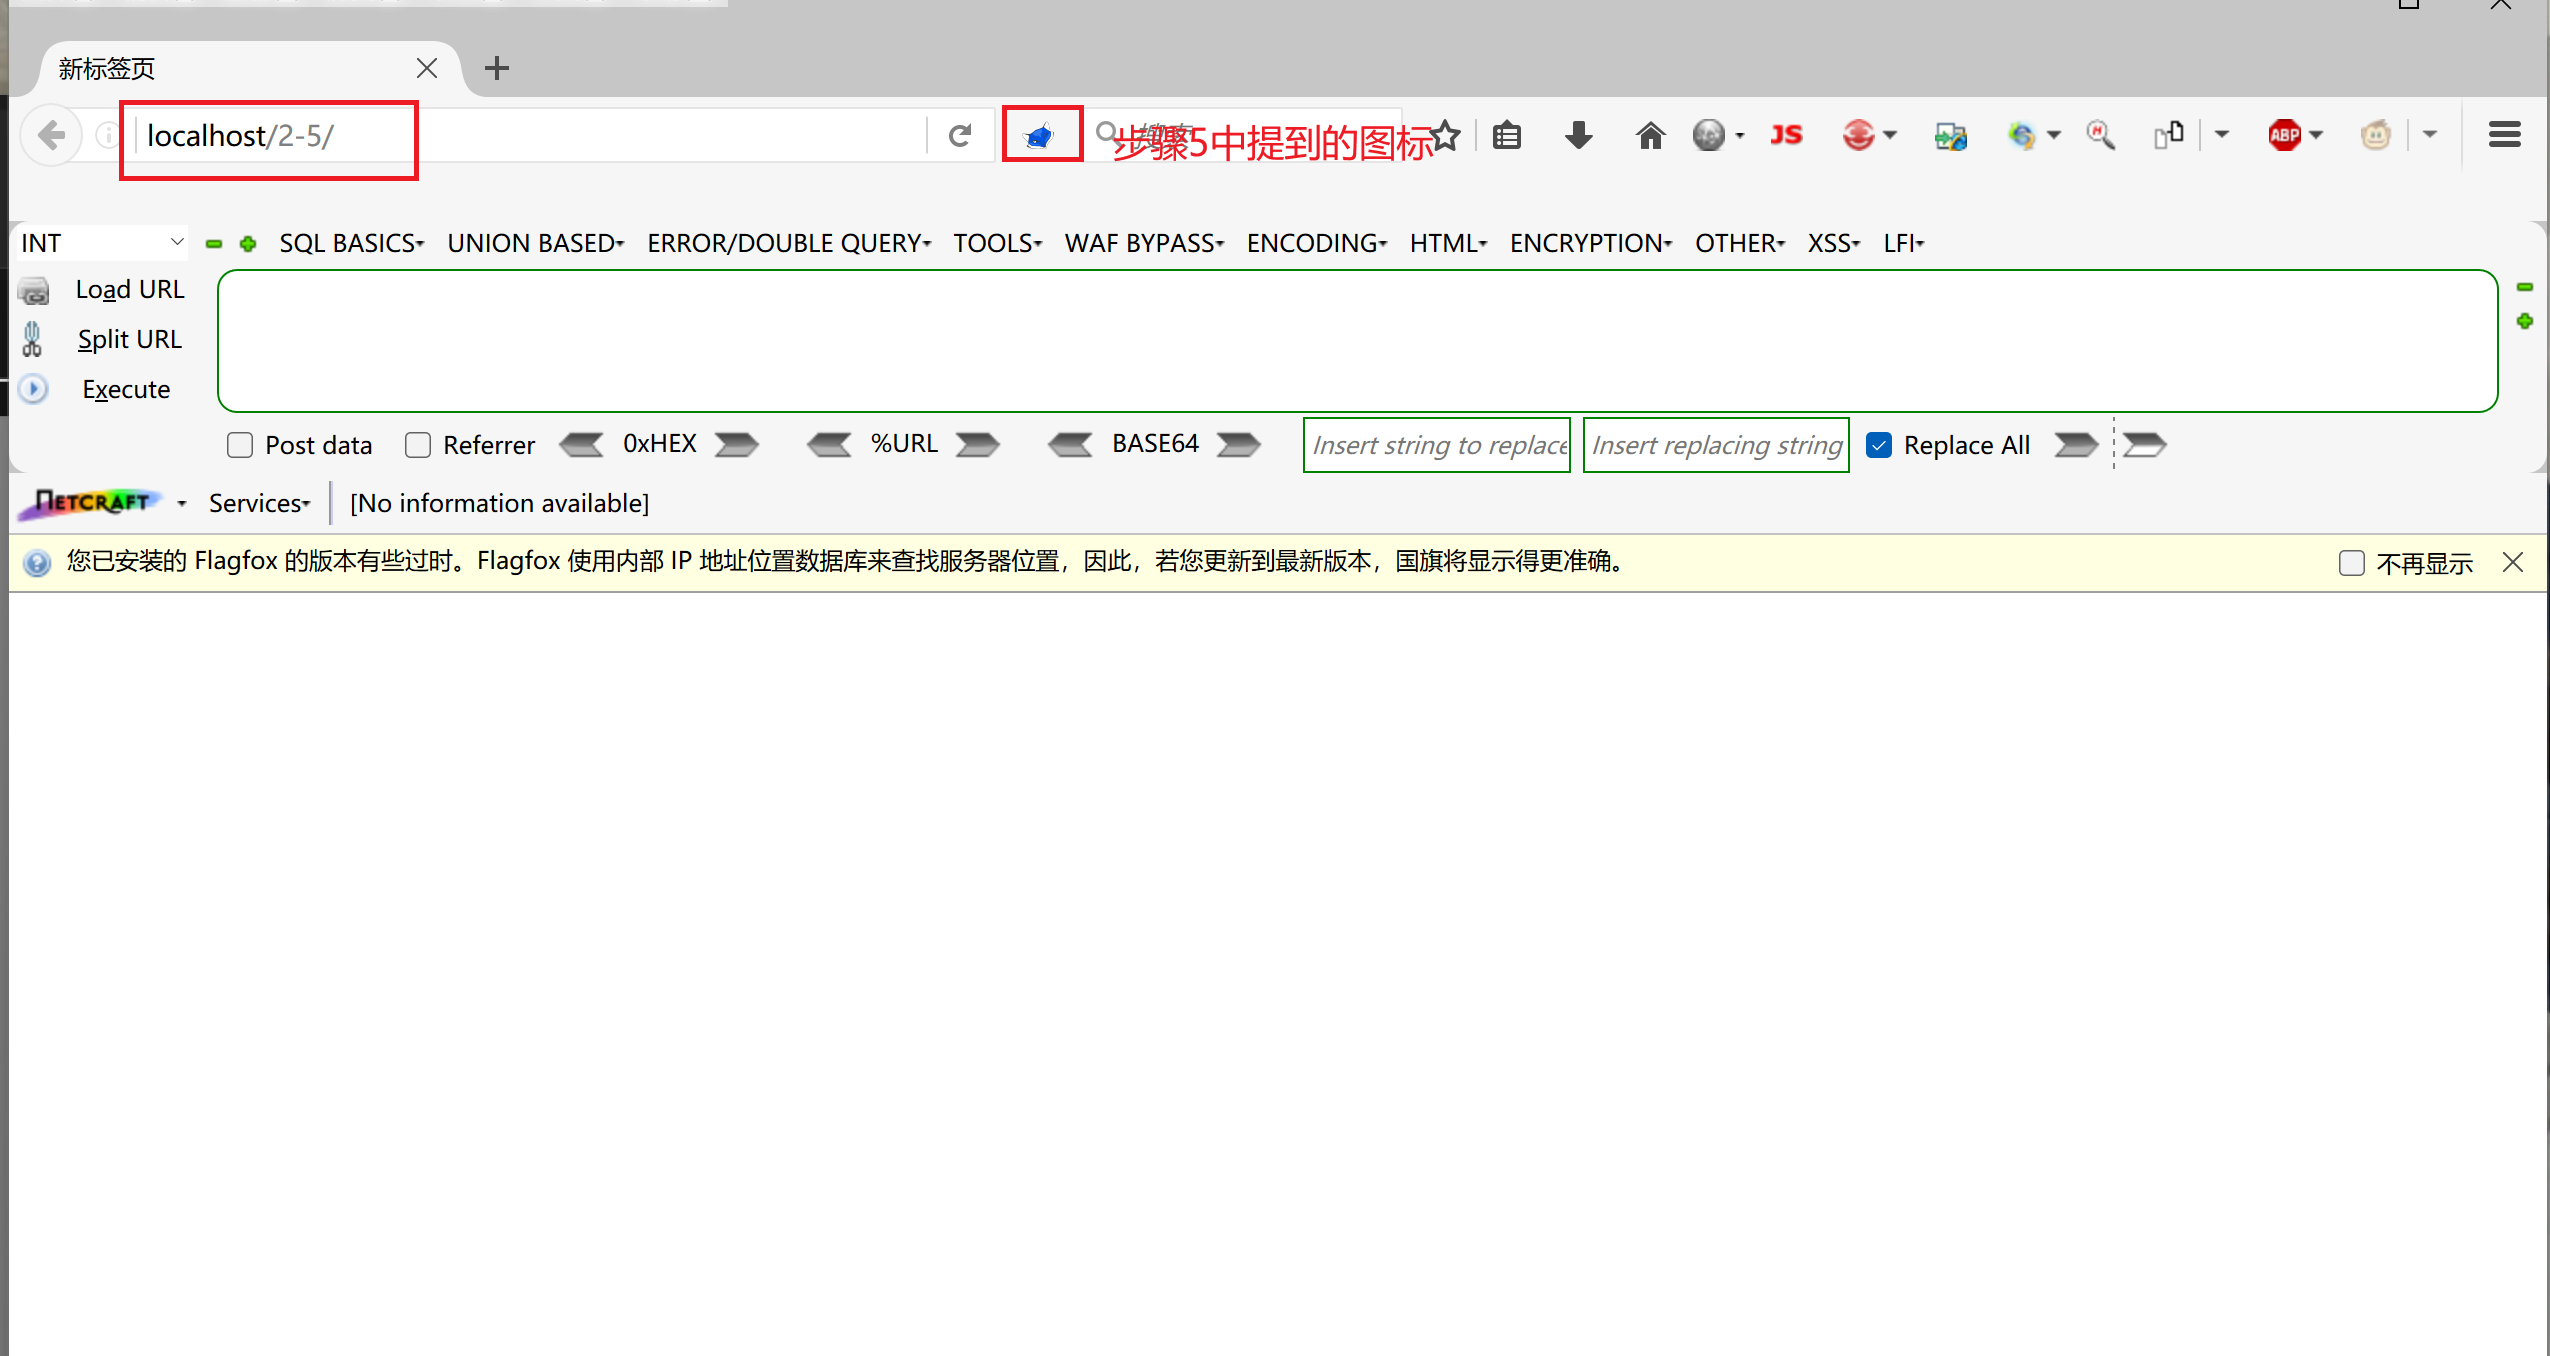 新标签页
localhost/2-5/
搜索
步骤5中提到的图标
JS
ABP
INT
SQL BASICS UNION BASED ERROR/DOUBLE QUERY TOOLS WAF BYPASS ENCODING HTML ENCRYPTION OTHER XSS LFI
Load URL
Split URL
Execute
Post data Referrer 0xHEX %URL BASE64 Insert string to replace Insert replacing string Replace All
NETCRAFT Services [No information available]
您已安装的 Flagfox 的版本有些过时。Flagfox 使用内部 IP 地址位置数据库来查找服务器位置，因此，若您更新到最新版本，国旗将显示得更准确。 不再显示